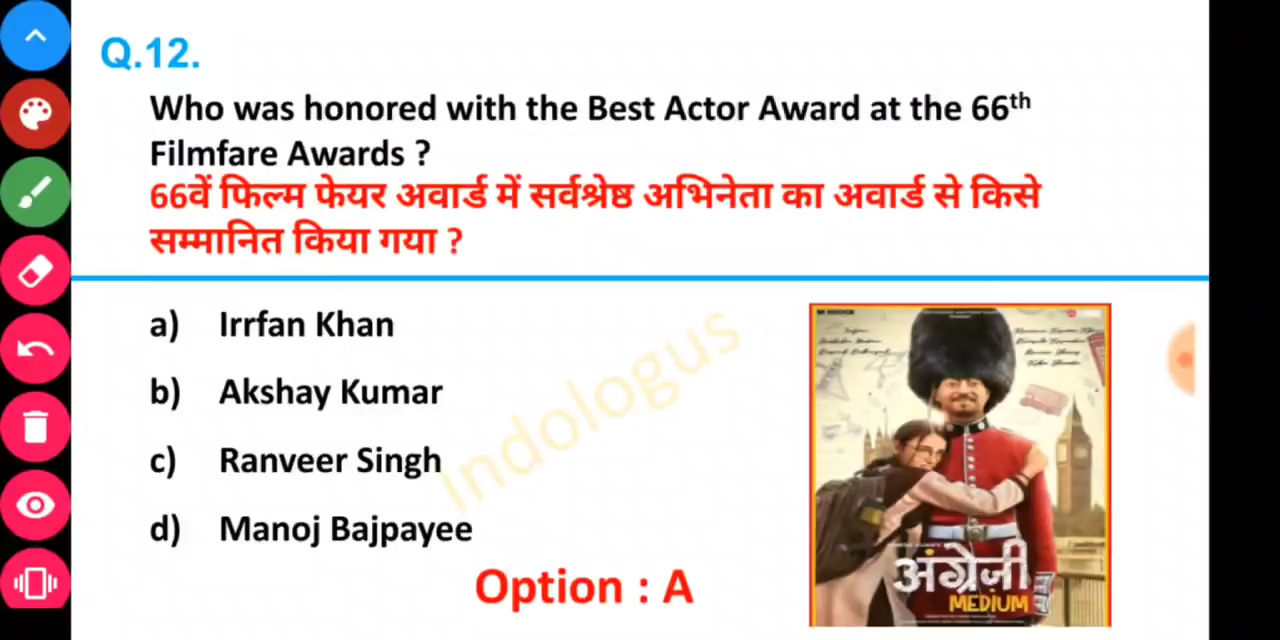 Q.12.
Who was honored with the Best Actor Award at the 66th
Filmfare Awards ?
66वें फिल्म फेयर अवार्ड में सर्वश्रेष्ठ अभिनेता का अवार्ड से किसे
सम्मानित किया गया ?
a) Irrfan Khan
b) Akshay Kumar
c) Ranveer Singh
d) Manoj Bajpayee
Indologus
Option : A
अंग्रेज़ी
MEDIUM